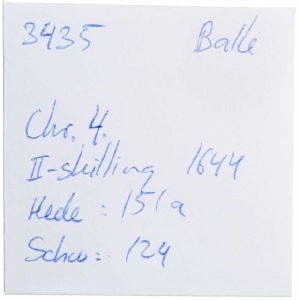 3435 Balle
Chr. 4.
II-skilling 1644
Hede : 151a
Schou: 124